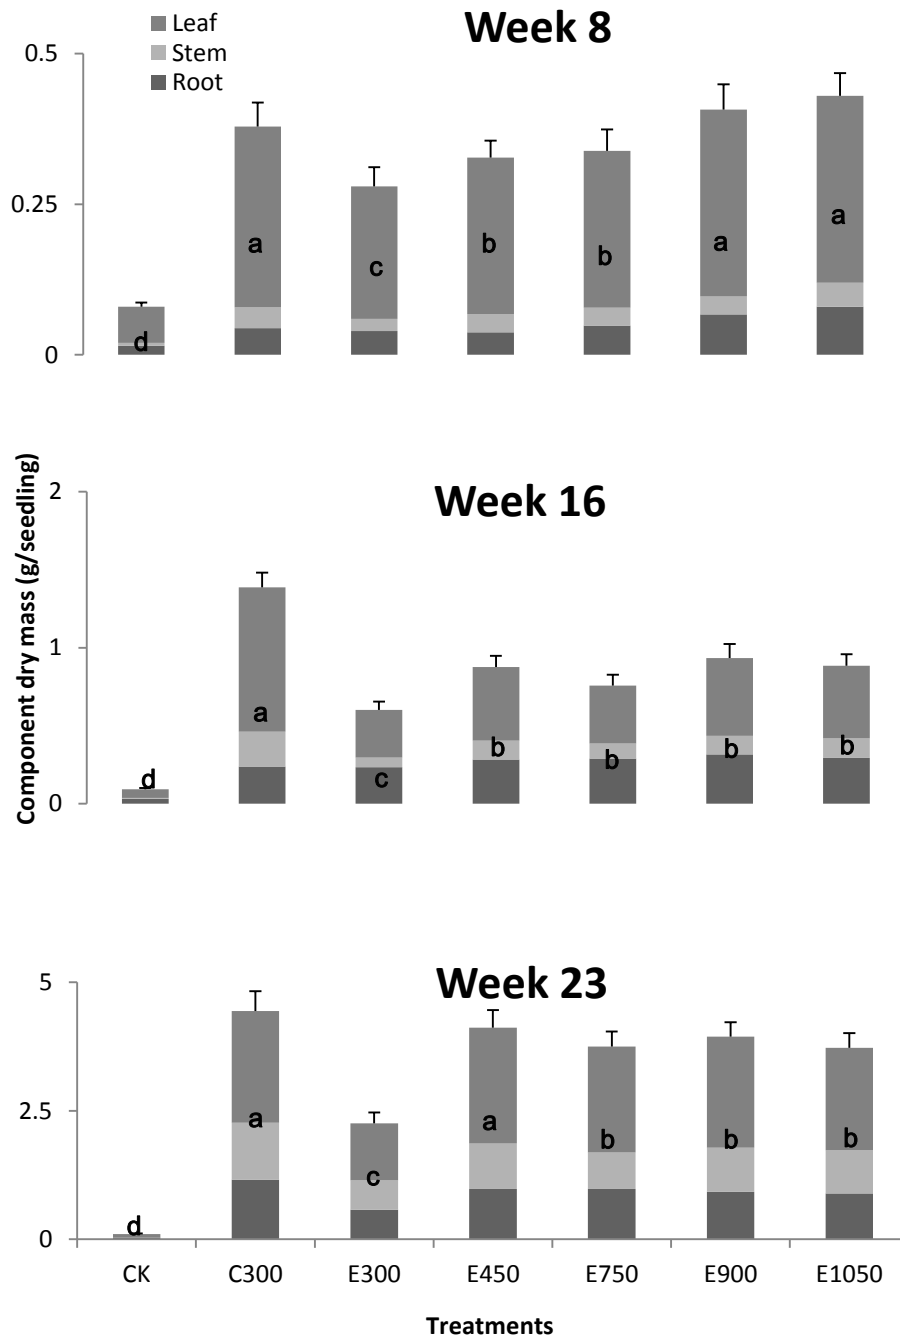 Week 8
Leaf
Stem
Root
0.5
0.25
0
d
a
c
b
b
a
a
Component dry mass (g/seedling)
Week 16
2
1
0
d
a
c
b
b
b
b
Week 23
5
2.5
0
d
a
c
a
b
b
b
CK C300 E300 E450 E750 E900 E1050
Treatments